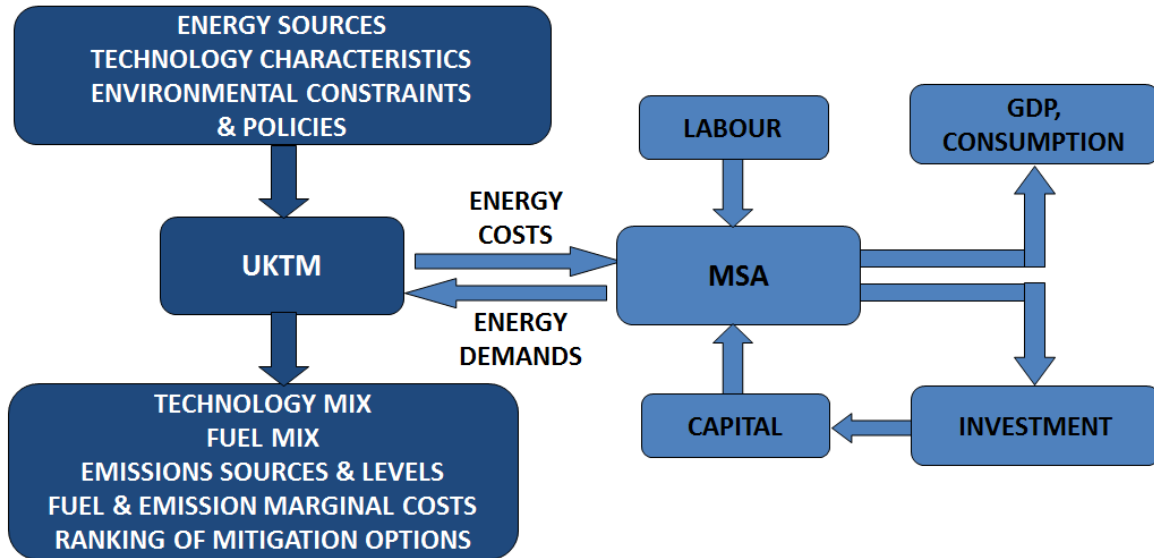 ENERGY SOURCES
TECHNOLOGY CHARACTERISTICS
ENVIRONMENTAL CONSTRAINTS
& POLICIES
UKTM
TECHNOLOGY MIX
FUEL MIX
EMISSIONS SOURCES & LEVELS
FUEL & EMISSION MARGINAL COSTS
RANKING OF MITIGATION OPTIONS
ENERGY
COSTS
ENERGY
DEMANDS
LABOUR
MSA
CAPITAL
GDP,
CONSUMPTION
INVESTMENT